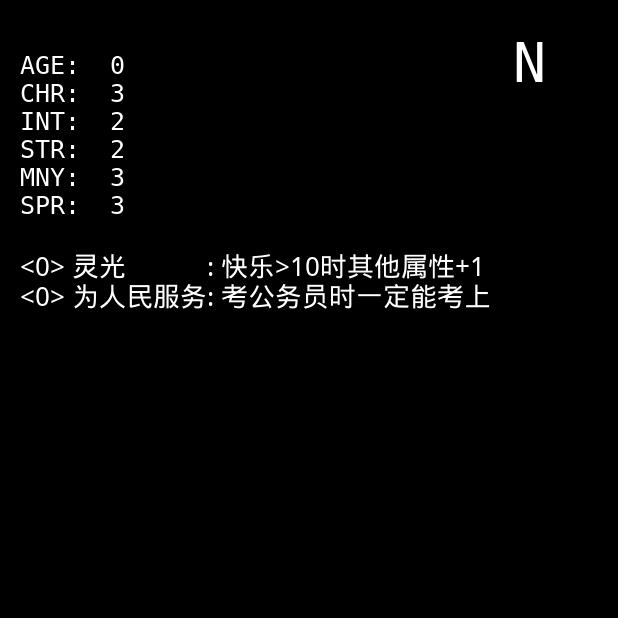 N
AGE: 0
CHR: 3
INT: 2
STR: 2
MNY: 3
SPR: 3
<0> 灵光 : 快乐>10时其他属性+1
<0> 为人民服务: 考公务员时一定能考上